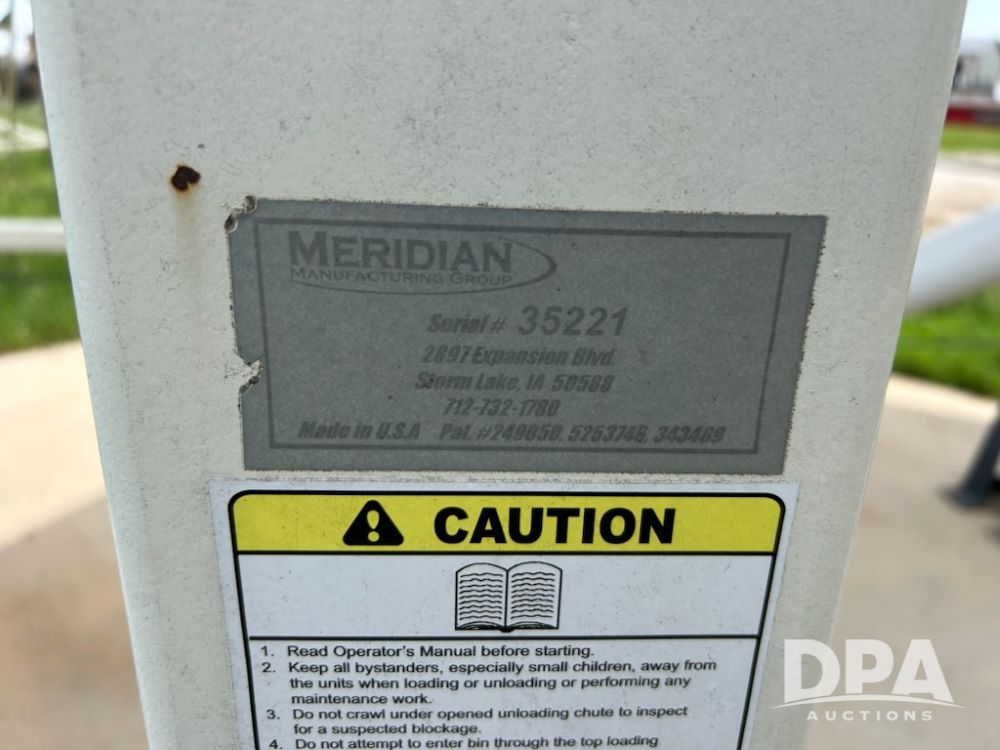 MERIDIAN
MANUFACTURING GROUP
Serial # 35221
2897 Expansion Blvd.
Storm Lake, IA 50588
712-732-1780
Made in U.S.A Pat. #249050, 5253746, 343469
CAUTION
1. Read Operator's Manual before starting.
2. Keep all bystanders, especially small children, away from
the units when loading or unloading or performing any
maintenance work.
3. Do not crawl under opened unloading chute to inspect
for a suspected blockage.
4. Do not attempt to enter bin through the top loading
DPA
AUCTIONS